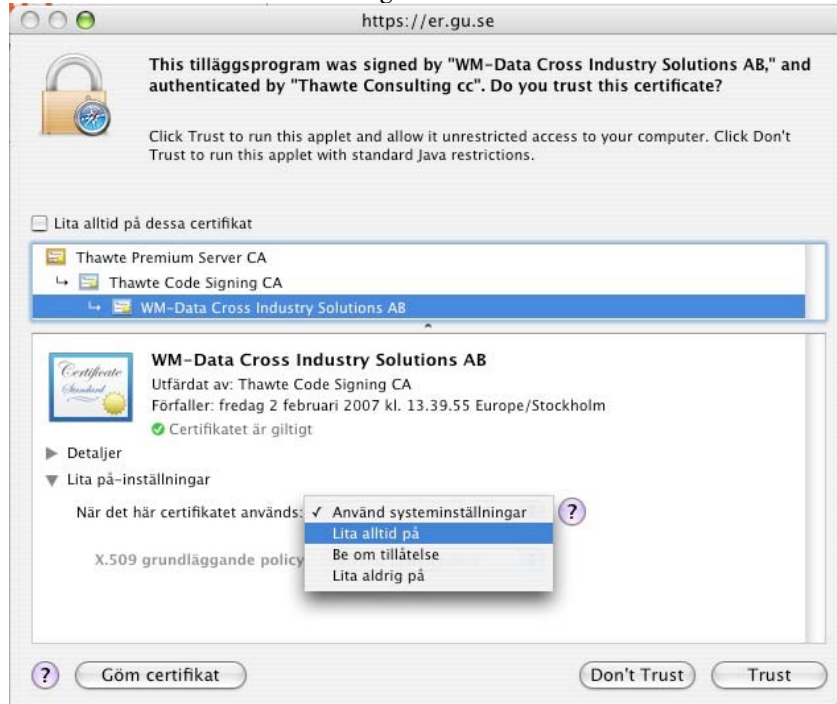 https://er.gu.se
This tilläggsprogram was signed by "WM-Data Cross Industry Solutions AB," and
authenticated by "Thawte Consulting cc". Do you trust this certificate?
Click Trust to run this applet and allow it unrestricted access to your computer. Click Don't
Trust to run this applet with standard Java restrictions.
Lita alltid på dessa certifikat
Thawte Premium Server CA
Thawte Code Signing CA
WM-Data Cross Industry Solutions AB
Certificate
Standard
WM-Data Cross Industry Solutions AB
Utfärdat av: Thawte Code Signing CA
Förfaller: fredag 2 februari 2007 kl. 13.39.55 Europe/Stockholm
Certifikatet är giltigt
Detaljer
Lita på-inställningar
När det här certifikatet används: ✓ Använd systeminställningar ?
Lita alltid på
Be om tillåtelse
X.509 grundläggande policy
Lita aldrig på
? Göm certifikat Don't Trust Trust